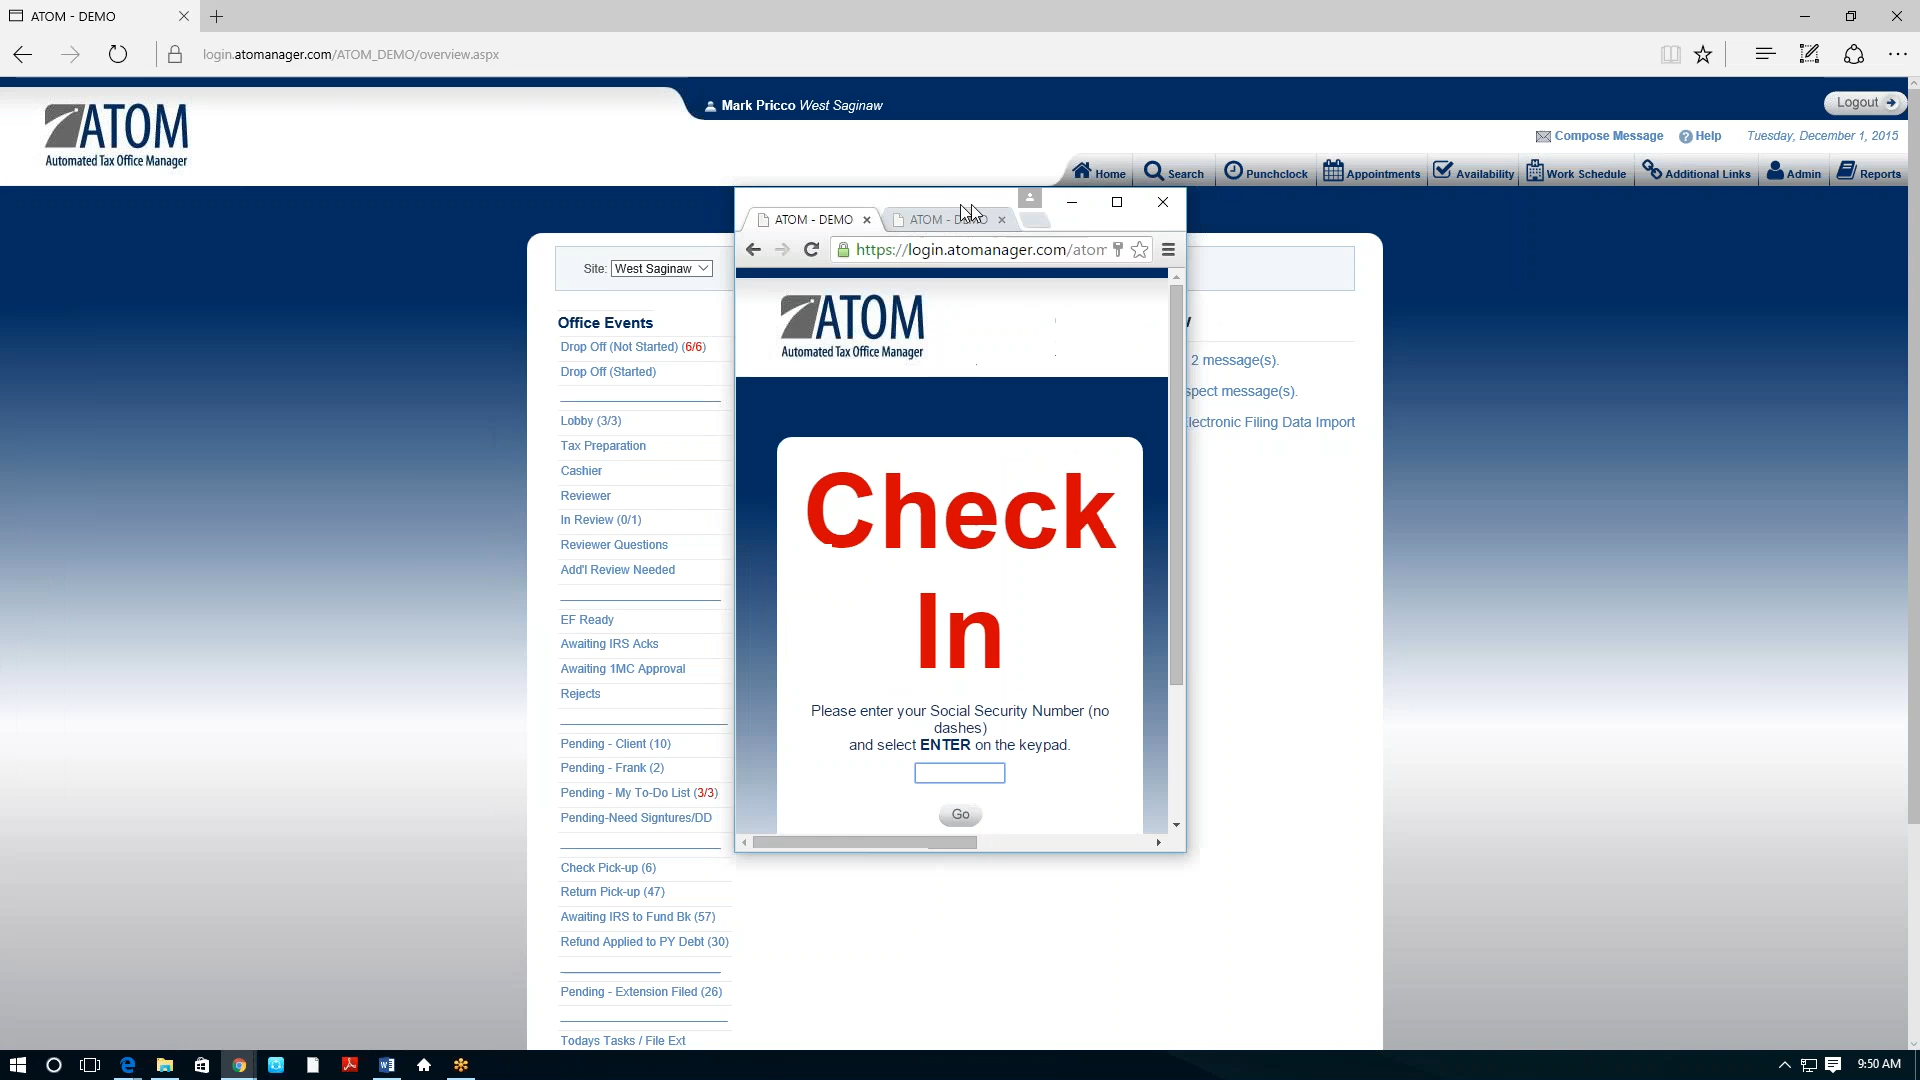 ATOM - DEMO
login.atomanager.com/ATOM_DEMO/overview.aspx
ATOM
Automated Tax Office Manager
Mark Pricco West Saginaw
Logout
Compose Message
Help
Tuesday, December 1, 2015
Home
Search
Punchclock
Appointments
Availability
Work Schedule
Additional Links
Admin
Reports
Site: West Saginaw
Office Events
Drop Off (Not Started) (6/6)
Drop Off (Started)
Lobby (3/3)
Tax Preparation
Cashier
Reviewer
In Review (0/1)
Reviewer Questions
Add'l Review Needed
EF Ready
Awaiting IRS Acks
Awaiting 1MC Approval
Rejects
Pending - Client (10)
Pending - Frank (2)
Pending - My To-Do List (3/3)
Pending-Need Signtures/DD
Check Pick-up (6)
Return Pick-up (47)
Awaiting IRS to Fund Bk (57)
Refund Applied to PY Debt (30)
Pending - Extension Filed (26)
Todays Tasks / File Ext
ATOM - DEMO
ATOM - DEMO
https://login.atomanager.com/atom
ATOM
Automated Tax Office Manager
Check
In
Please enter your Social Security Number (no
dashes)
and select ENTER on the keypad.
Go
2 message(s).
spect message(s).
lectronic Filing Data Import
9:50 AM